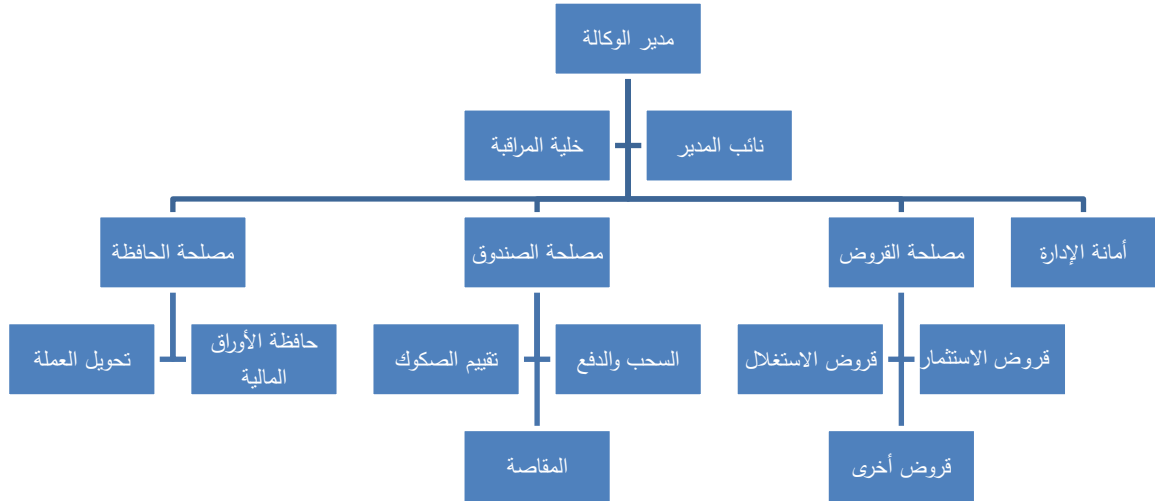 مدير الوكالة
نائب المدير
خلية المراقبة
أمانة الإدارة
مصلحة القروض
مصلحة الصندوق
مصلحة الحافظة
قروض الاستثمار
قروض الاستغلال
السحب والدفع
تقييم الصكوك
حافظة الأوراق
المالية
تحويل العملة
قروض أخرى
المقاصة